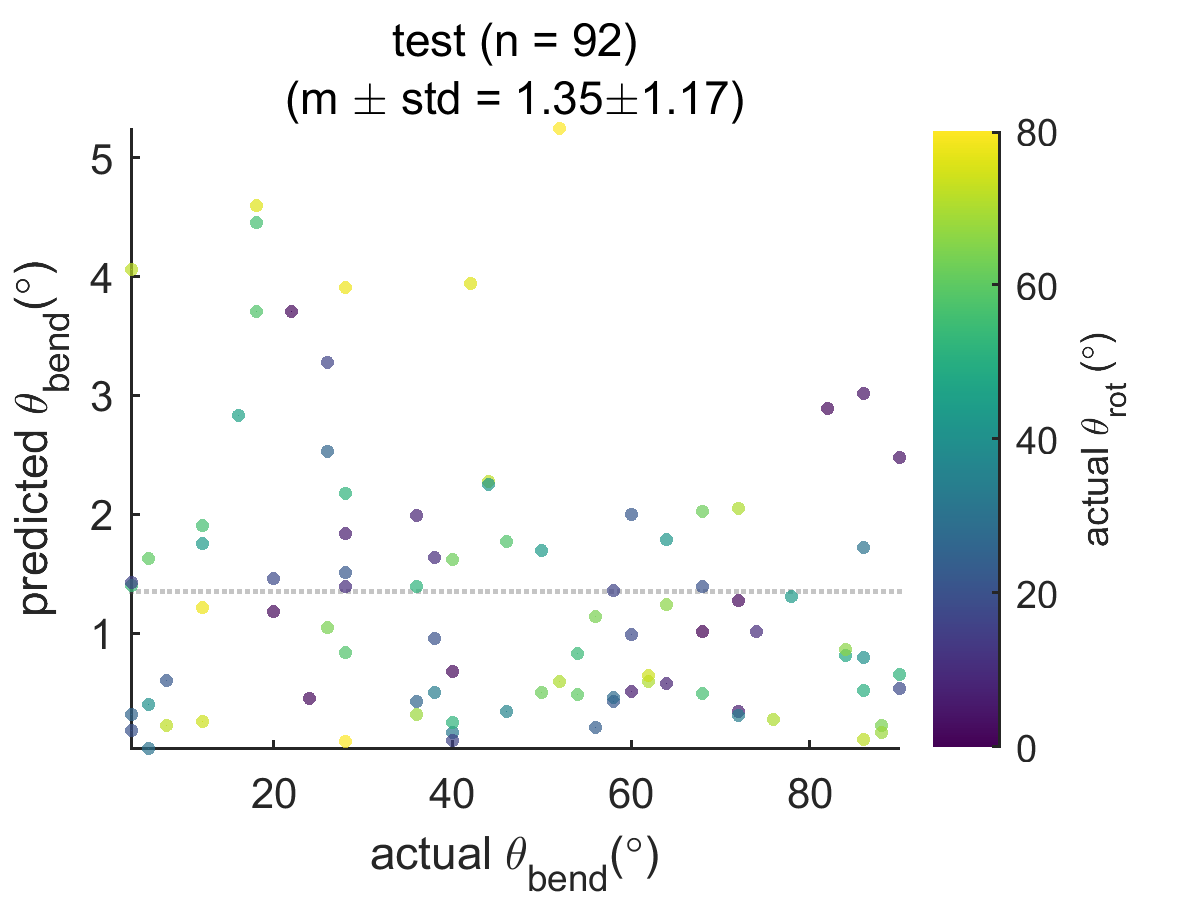 test (n = 92)
(m ± std = 1.35±1.17)
5
4
3
2
1
predicted θbend(°)
20
40
60
80
actual θbend(°)
80
60
40
20
0
actual θrot (°)